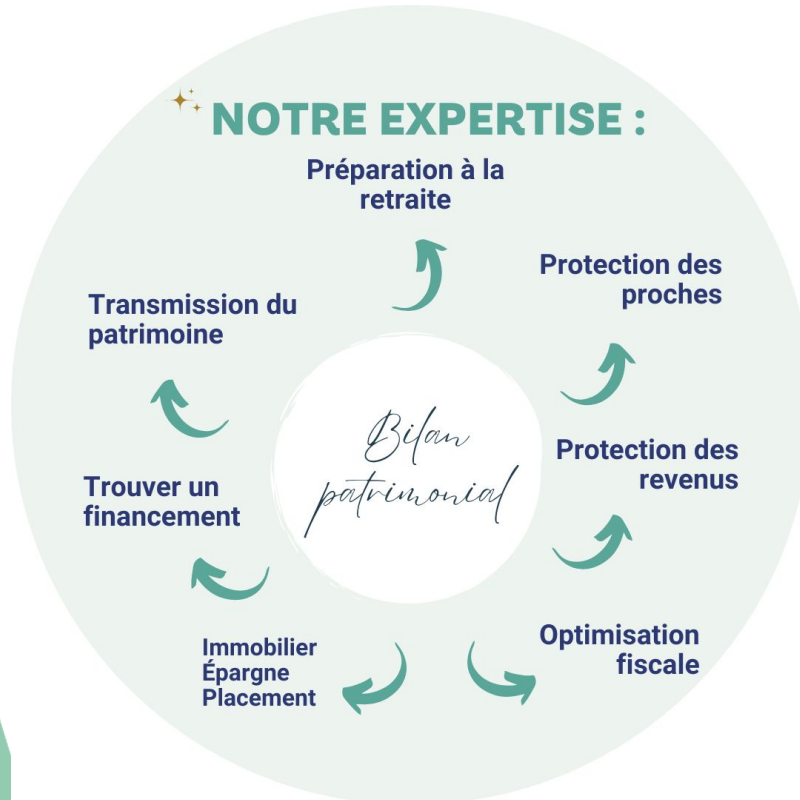 NOTRE EXPERTISE :
Préparation à la
retraite
Protection des
proches
Transmission du
patrimoine
Bilan
patrimonial
Protection des
revenus
Trouver un
financement
Optimisation
fiscale
Immobilier
Épargne
Placement